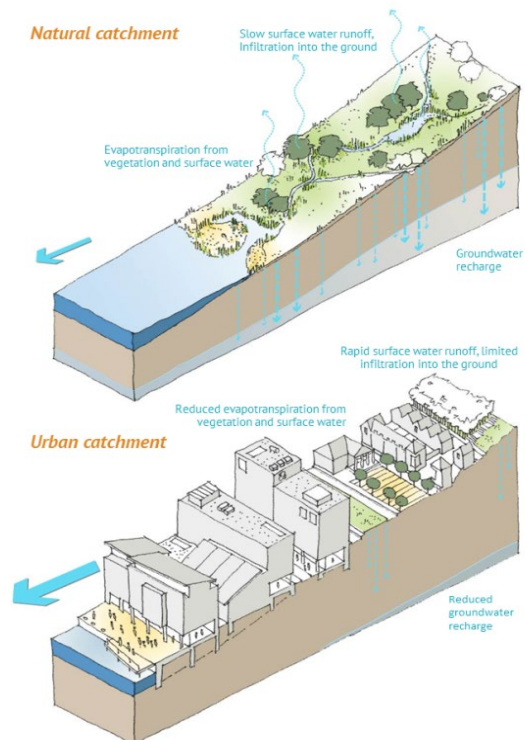 Natural catchment
Slow surface water runoff,
Infiltration into the ground
Evapotranspiration from
vegetation and surface water
Groundwater
recharge
Rapid surface water runoff, limited
infiltration into the ground
Reduced evapotranspiration from
vegetation and surface water
Urban catchment
Reduced
groundwater
recharge